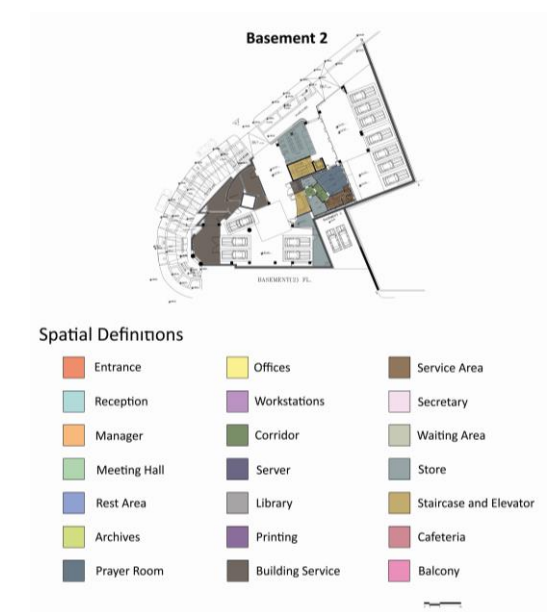 Basement 2
BASEMENT(2) PL.
Spatial Definitions
Entrance
Offices
Service Area
Reception
Workstations
Secretary
Manager
Corridor
Waiting Area
Meeting Hall
Server
Store
Rest Area
Library
Staircase and Elevator
Archives
Printing
Cafeteria
Prayer Room
Building Service
Balcony